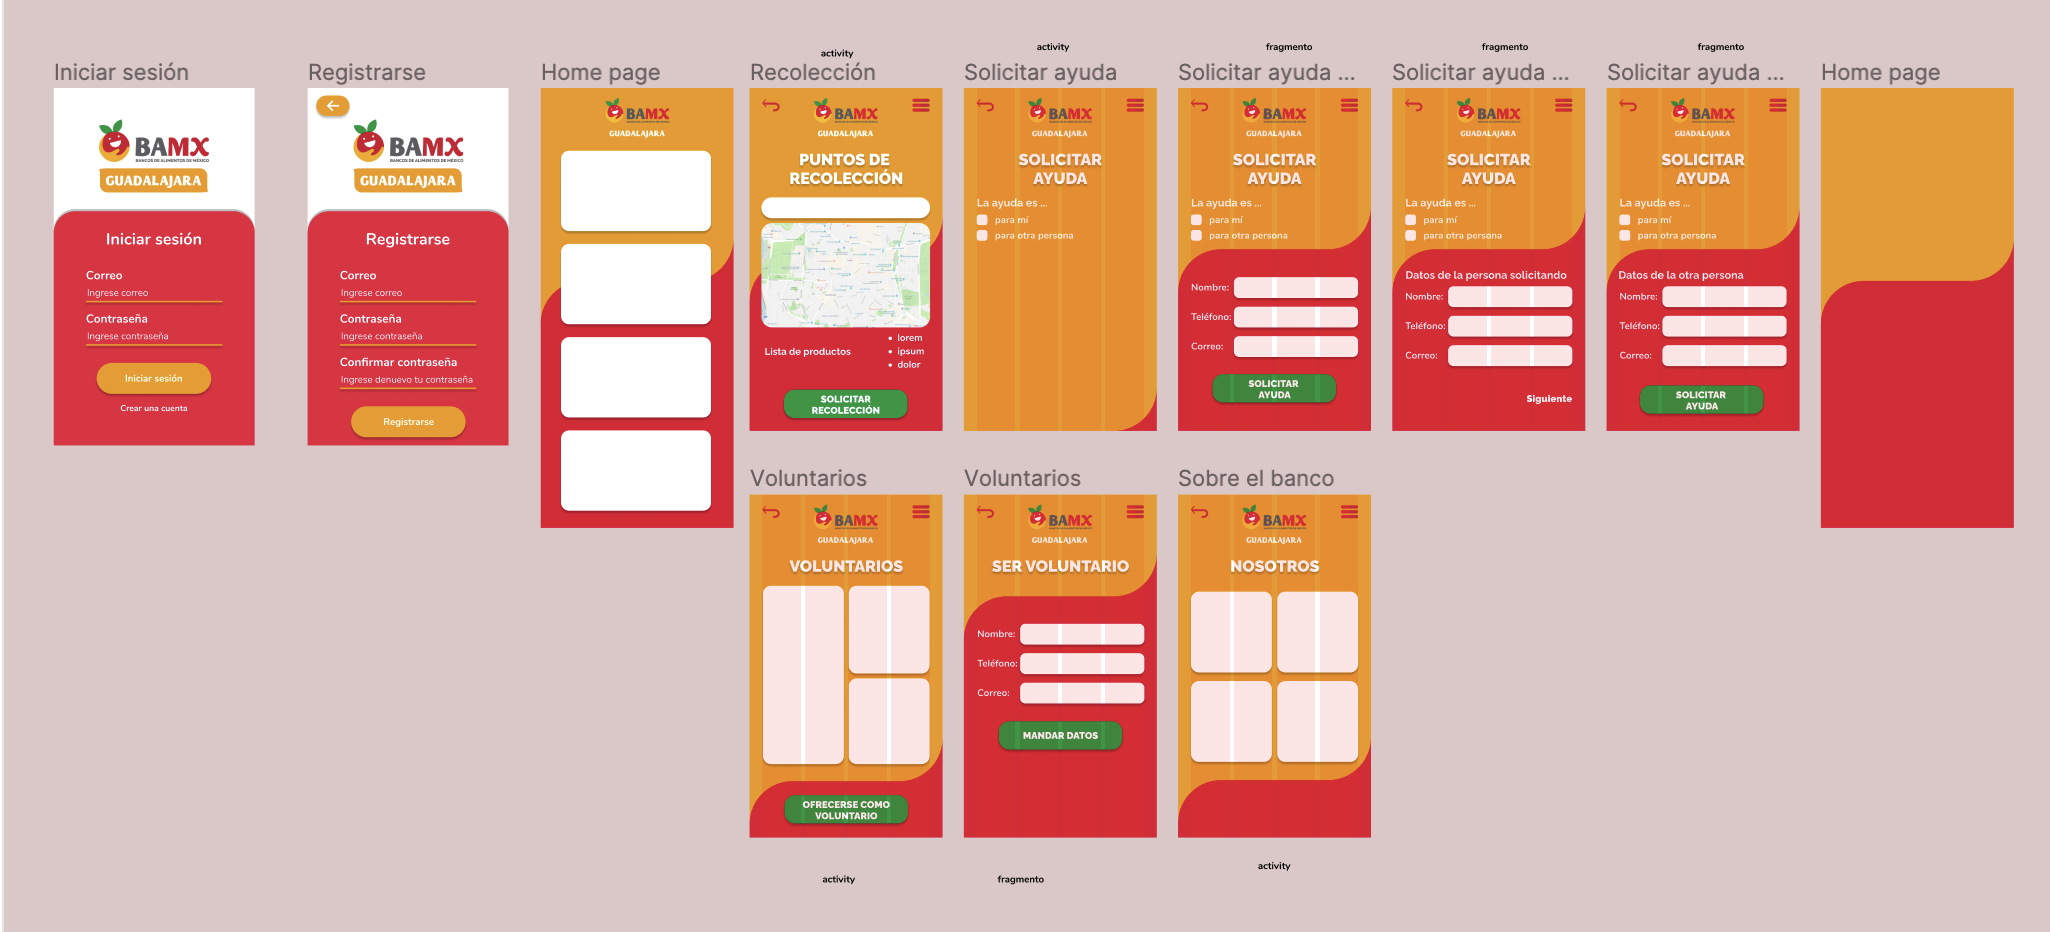 activity
activity
fragmento
fragmento
fragmento
Iniciar sesión
Registrarse
Home page
Recolección
Solicitar ayuda
Solicitar ayuda ...
Solicitar ayuda ...
Solicitar ayuda ...
Home page
BAMX
BANCOS DE ALIMENTOS DE MÉXICO
GUADALAJARA
Iniciar sesión
Correo
Ingrese correo
Contraseña
Ingrese contraseña
Iniciar sesión
Crear una cuenta
BAMX
BANCOS DE ALIMENTOS DE MÉXICO
GUADALAJARA
Registrarse
Correo
Ingrese correo
Contraseña
Ingrese contraseña
Confirmar contraseña
Ingrese denuevo tu contraseña
Registrarse
BAMX
GUADALAJARA
BAMX
GUADALAJARA
PUNTOS DE
RECOLECCIÓN
Lista de productos
lorem
ipsum
dolor
SOLICITAR
RECOLECCIÓN
BAMX
GUADALAJARA
SOLICITAR
AYUDA
La ayuda es ...
para mí
para otra persona
BAMX
GUADALAJARA
SOLICITAR
AYUDA
La ayuda es ...
para mí
para otra persona
Nombre:
Teléfono:
Correo:
SOLICITAR
AYUDA
BAMX
GUADALAJARA
SOLICITAR
AYUDA
La ayuda es ...
para mí
para otra persona
Datos de la persona solicitando
Nombre:
Teléfono:
Correo:
Siguiente
BAMX
GUADALAJARA
SOLICITAR
AYUDA
La ayuda es ...
para mí
para otra persona
Datos de la otra persona
Nombre:
Teléfono:
Correo:
SOLICITAR
AYUDA
Voluntarios
Voluntarios
Sobre el banco
BAMX
GUADALAJARA
VOLUNTARIOS
OFRECERSE COMO
VOLUNTARIO
BAMX
GUADALAJARA
SER VOLUNTARIO
Nombre:
Teléfono:
Correo:
MANDAR DATOS
BAMX
GUADALAJARA
NOSOTROS
activity
fragmento
activity